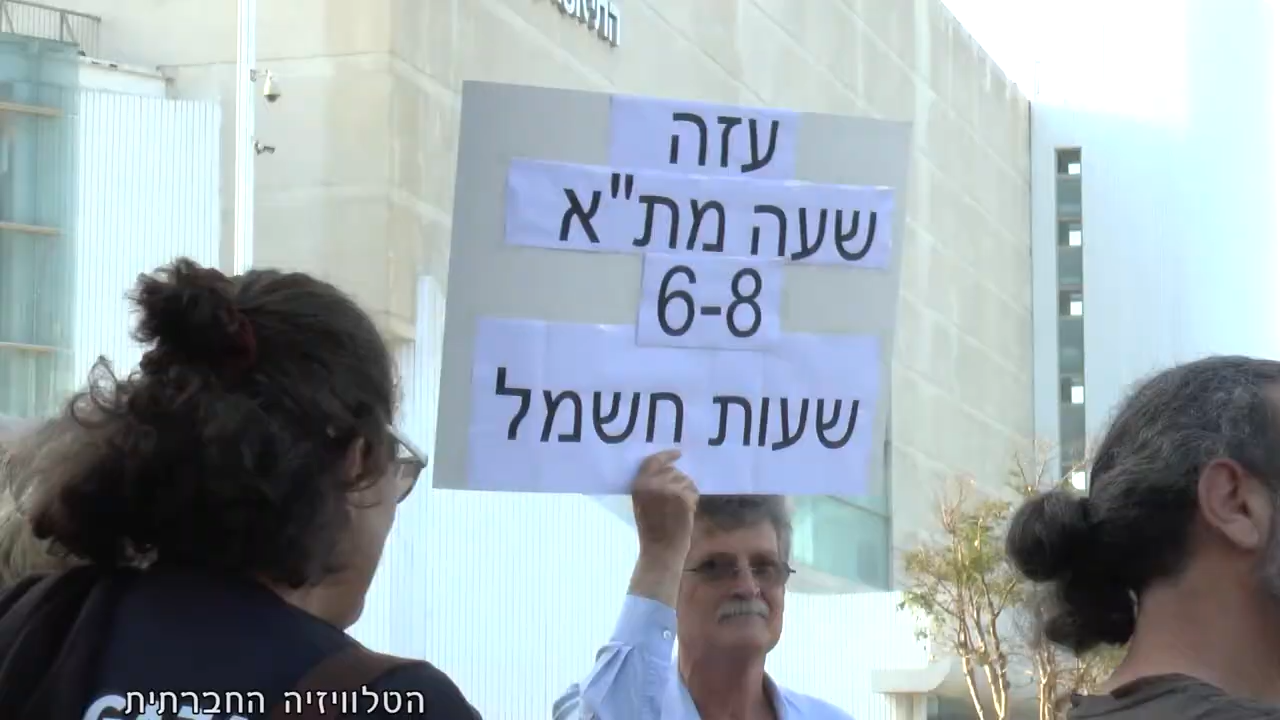 עזה
שעה מת"א
6-8
שעות חשמל
הטלוויזיה החברתית